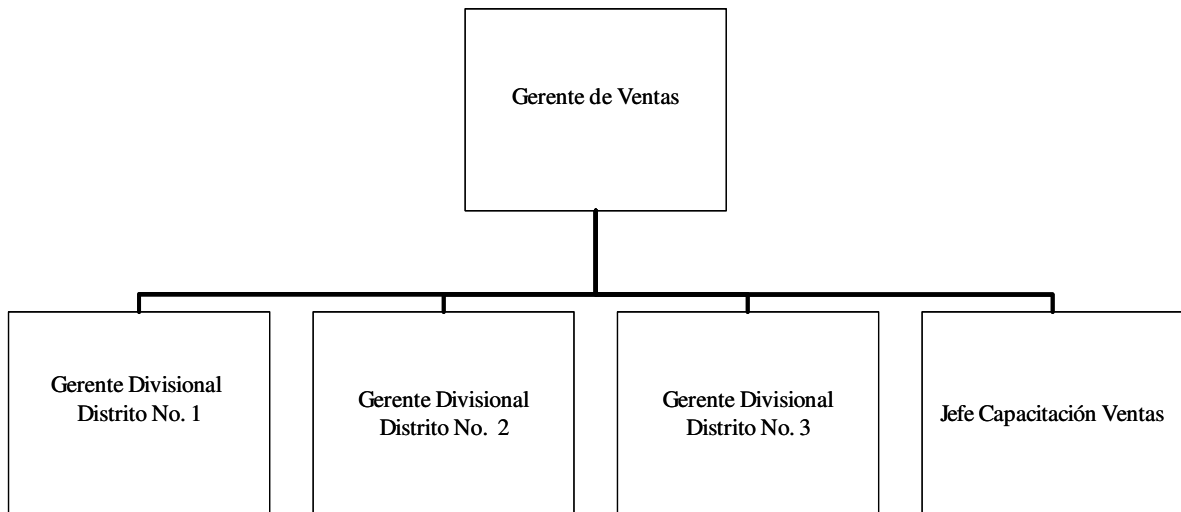 Gerente de Ventas
Gerente Divisional
Distrito No. 1
Gerente Divisional
Distrito No. 2
Gerente Divisional
Distrito No. 3
Jefe Capacitación Ventas